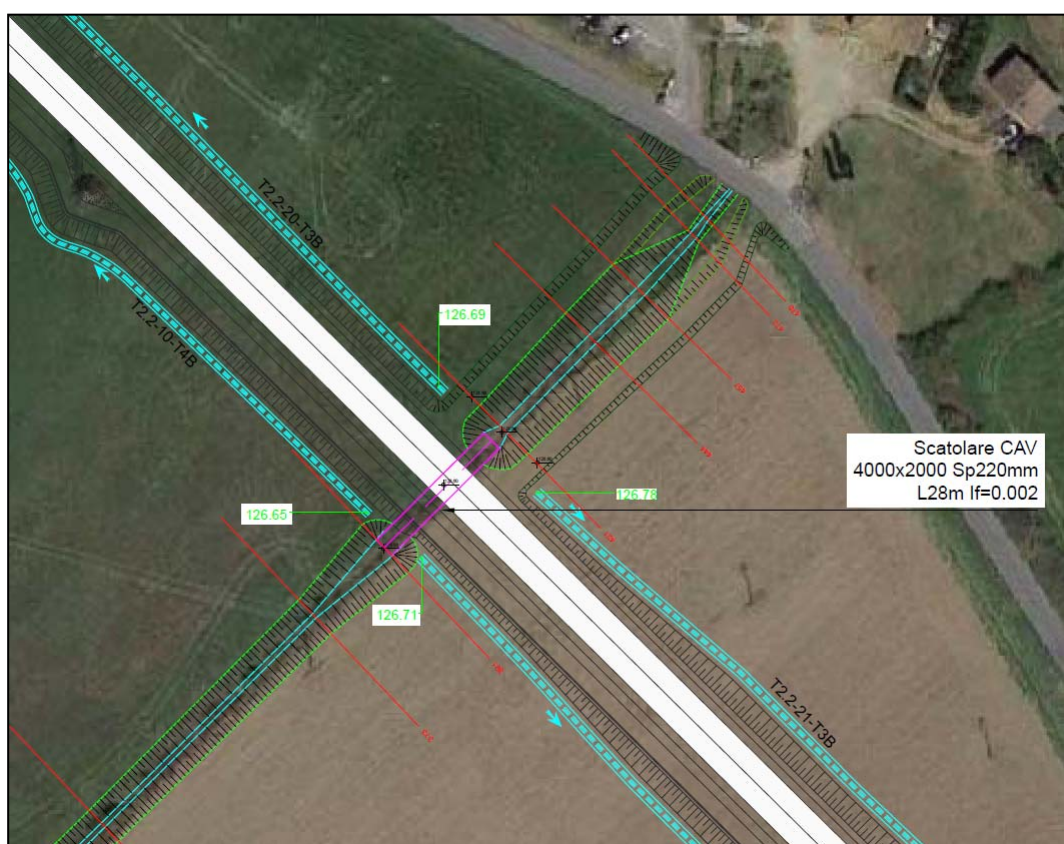 T2.2-20-T3B
T2.2-10-T4B
126.69
Scatolare CAV
4000x2000 Sp220mm
L28m If=0.002
126.78
126.65
126.71
T2.2-21-T3B